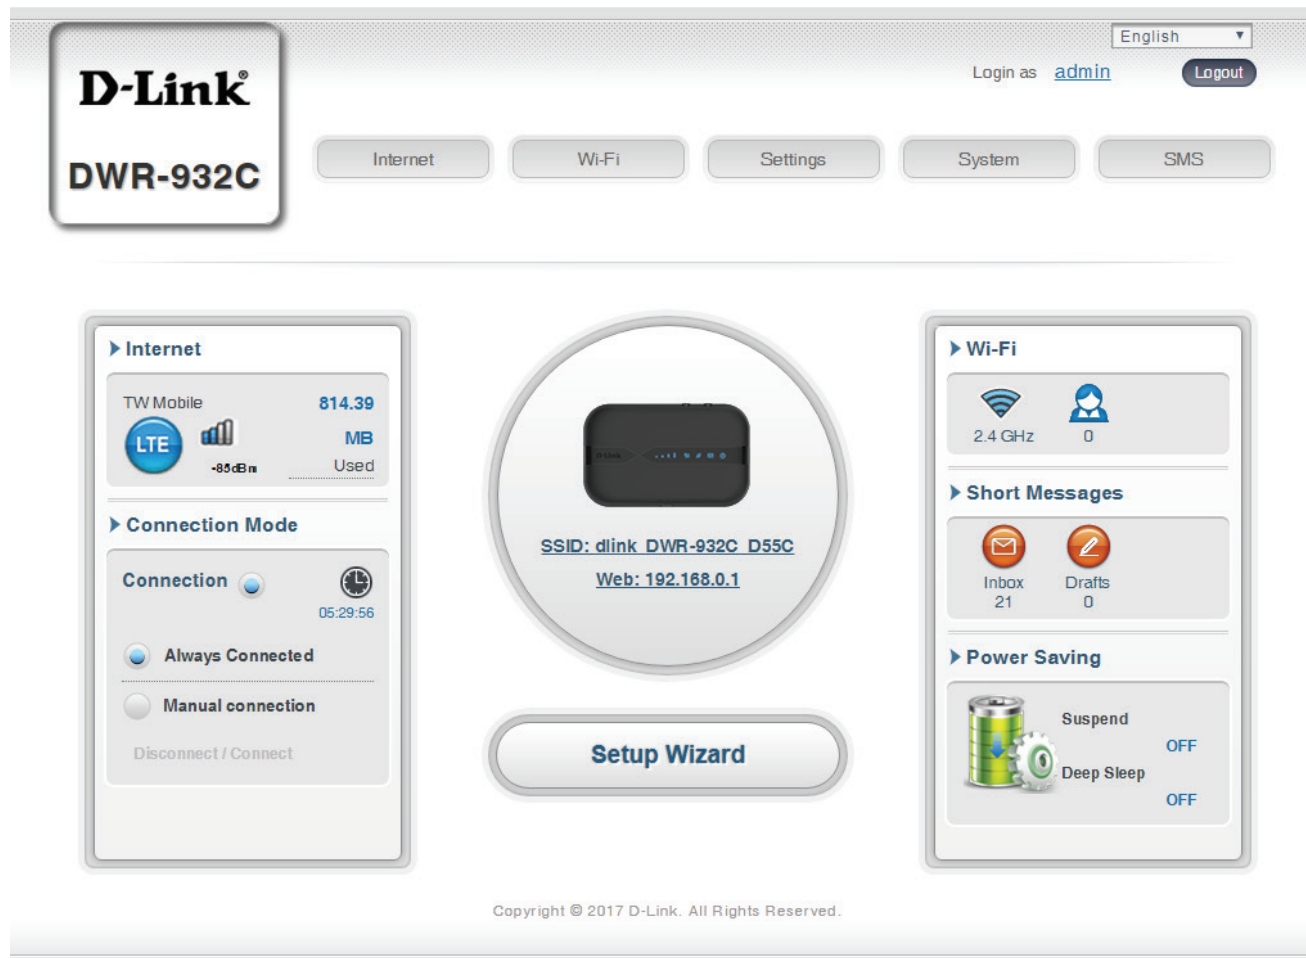 English
Login as admin Logout
D-Link®
DWR-932C
Internet Wi-Fi Settings System SMS
Internet
TW Mobile 814.39
LTE MB
-85dBm Used
Connection Mode
Connection
05:29:56
Always Connected
Manual connection
Disconnect / Connect
D-Link
SSID: dlink_DWR-932C_D55C
Web: 192.168.0.1
Setup Wizard
Wi-Fi
2.4 GHz 0
Short Messages
Inbox Drafts
21 0
Power Saving
Suspend
OFF
Deep Sleep
OFF
Copyright © 2017 D-Link. All Rights Reserved.